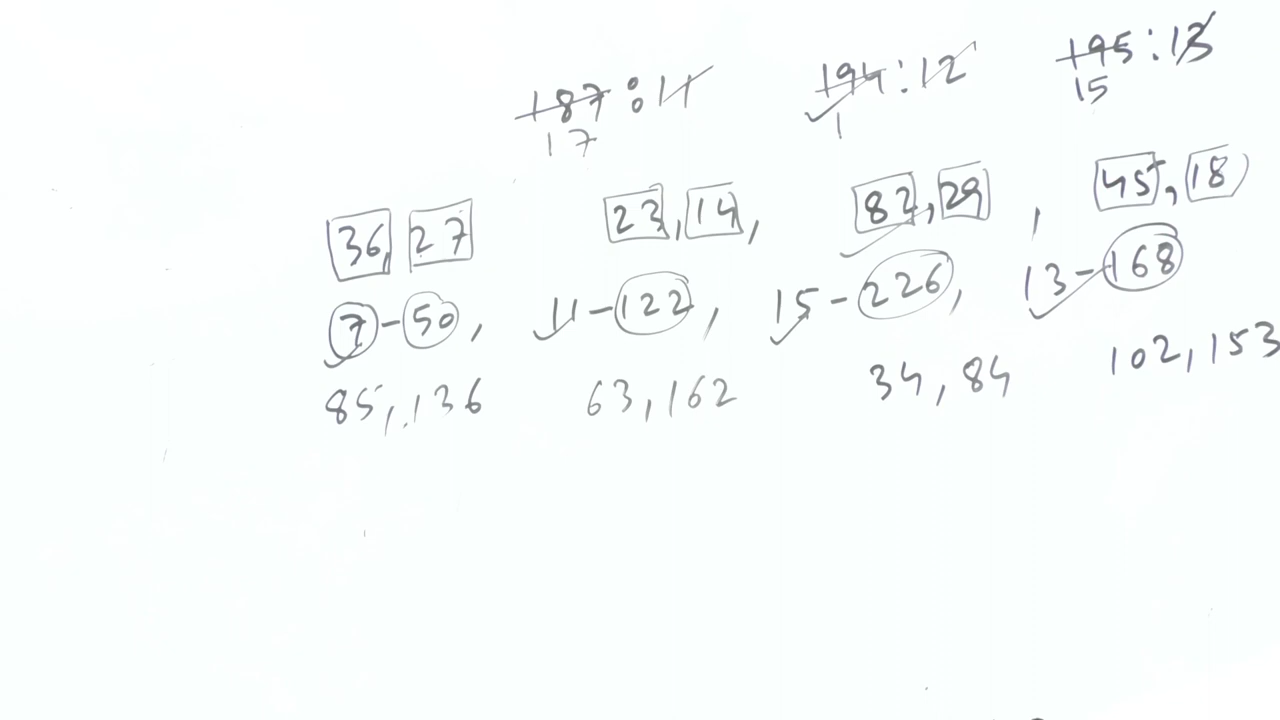 187:11 194:12 195:13
17 1 15
36, 27 23, 14, 82, 29 , 45, 18
7-50, 11-122, 15-226, 13-168
85, 136 63, 162 34, 84 102, 153